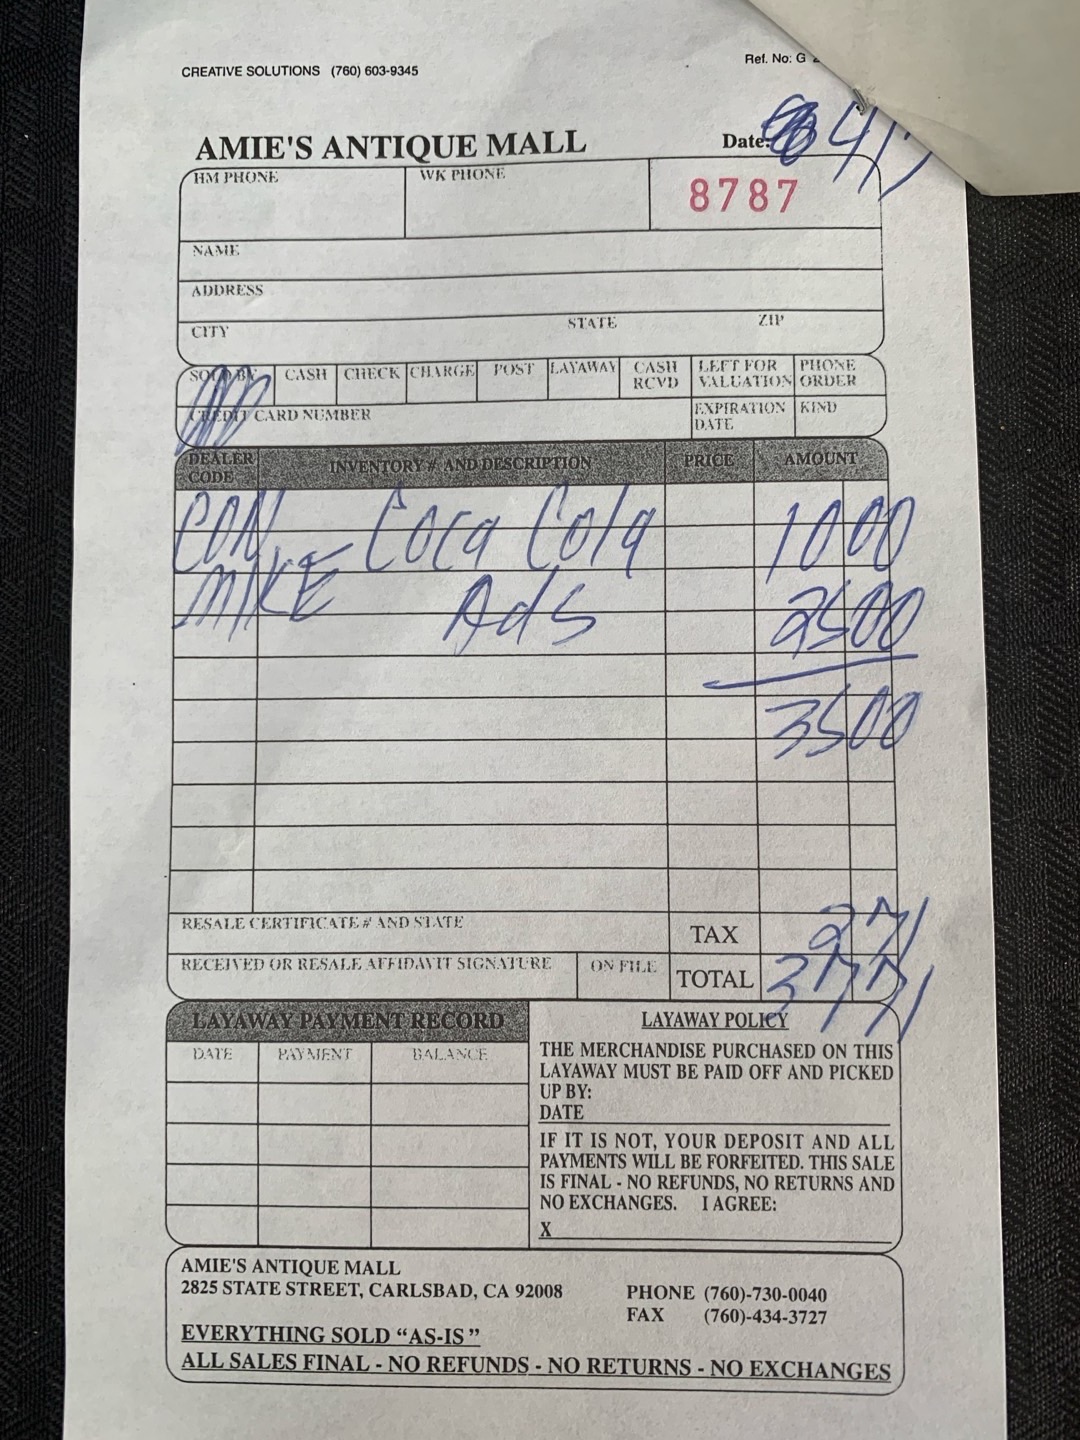 CREATIVE SOLUTIONS (760) 603-9345
Ref. No: G
AMIE'S ANTIQUE MALL
Date:
HM PHONE WK PHONE 8787
NAME
ADDRESS
CITY STATE ZIP
SOLD BY CASH CHECK CHARGE POST LAYAWAY CASH RCVD LEFT FOR VALUATION PHONE ORDER
CREDIT CARD NUMBER EXPIRATION DATE KIND
DEALER CODE INVENTORY # AND DESCRIPTION PRICE AMOUNT
CON Coca Cola 1000
MIKE Ads 2500
3500
RESALE CERTIFICATE # AND STATE TAX 271
RECEIVED OR RESALE AFFIDAVIT SIGNATURE ON FILE TOTAL 3771
LAYAWAY PAYMENT RECORD
DATE PAYMENT BALANCE
LAYAWAY POLICY
THE MERCHANDISE PURCHASED ON THIS
LAYAWAY MUST BE PAID OFF AND PICKED
UP BY:
DATE
IF IT IS NOT, YOUR DEPOSIT AND ALL
PAYMENTS WILL BE FORFEITED. THIS SALE
IS FINAL - NO REFUNDS, NO RETURNS AND
NO EXCHANGES. I AGREE:
X
AMIE'S ANTIQUE MALL
2825 STATE STREET, CARLSBAD, CA 92008
PHONE (760)-730-0040
FAX (760)-434-3727
EVERYTHING SOLD "AS-IS"
ALL SALES FINAL - NO REFUNDS - NO RETURNS - NO EXCHANGES